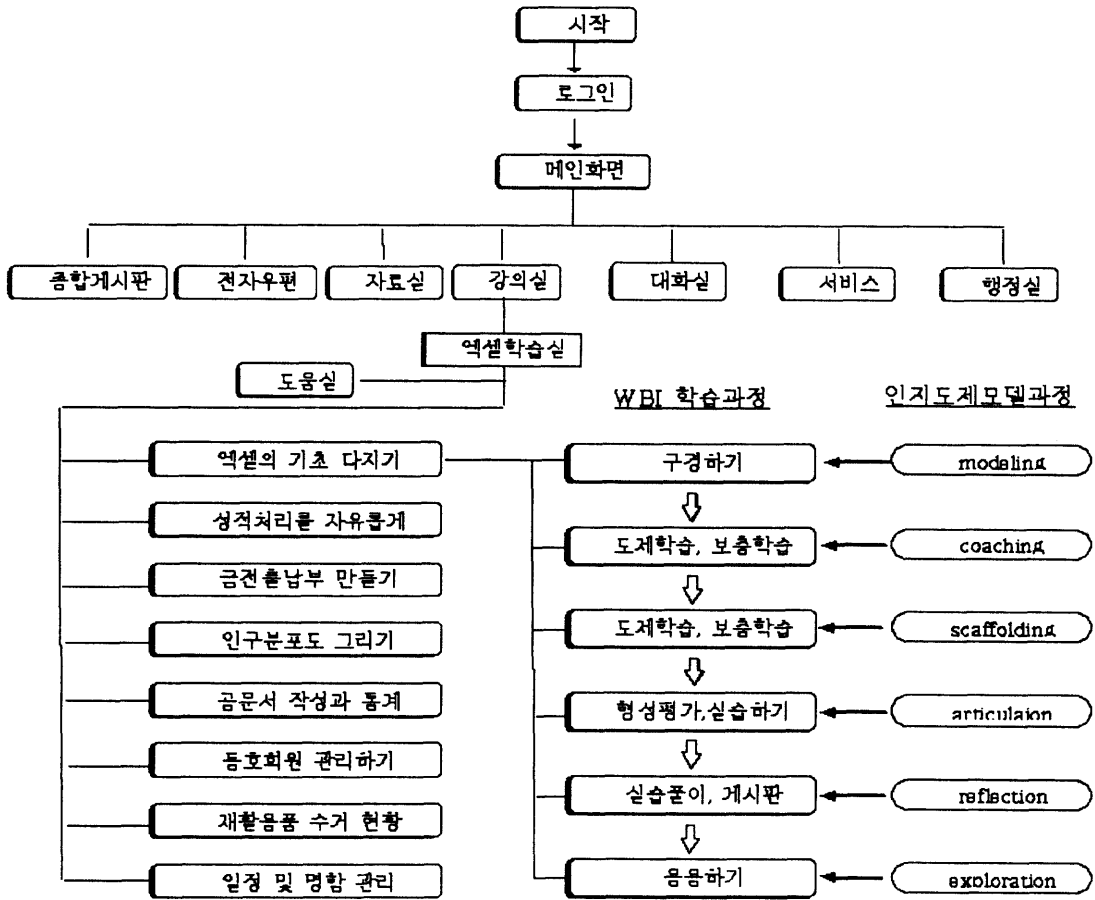 시작
로그인
메인화면
종합게시판 전자우편 자료실 강의실 대화실 서비스 행정실
엑셀학습실
도움실
WBI 학습과정 인지도제모델과정
엑셀의 기초 다지기 구경하기 modeling
성적처리를 자유롭게 도제학습, 보충학습 coaching
금전출납부 만들기
인구분포도 그리기 도제학습, 보충학습 scaffolding
공문서 작성과 통계 형성평가,실습하기 articulaion
동호회원 관리하기
재활용품 수거 현황 실습풀이, 게시판 reflection
일정 및 명함 관리 응용하기 exploration